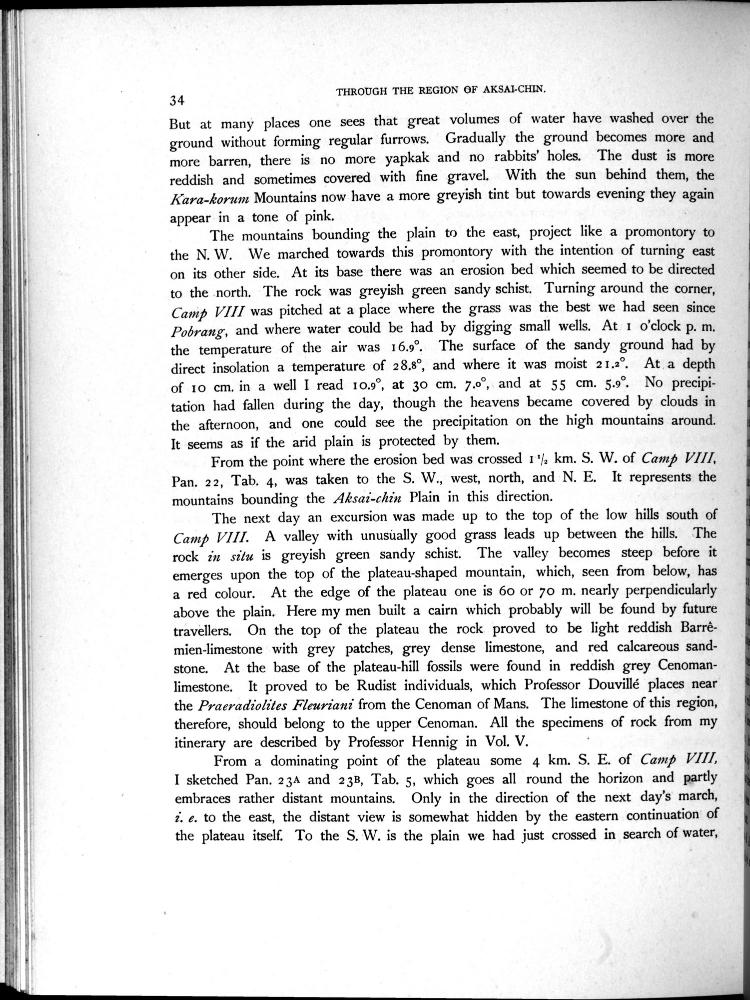 THROUGH THE REGION OF AKSAI-CHIN.
34
But at many places one sees that great volumes of water have washed over the
ground without forming regular furrows. Gradually the ground becomes more and
more barren, there is no more yapkak and no rabbits' holes. The dust is more
reddish and sometimes covered with fine gravel. With the sun behind them, the
Kara-korum Mountains now have a more greyish tint but towards evening they again
appear in a tone of pink.
The mountains bounding the plain to the east, project like a promontory to
the N. W. We marched towards this promontory with the intention of turning east
on its other side. At its base there was an erosion bed which seemed to be directed
to the north. The rock was greyish green sandy schist. Turning around the corner,
Camp VIII was pitched at a place where the grass was the best we had seen since
Pobrang, and where water could be had by digging small wells. At 1 o'clock p. m.
the temperature of the air was 16.9°. The surface of the sandy ground had by
direct insolation a temperature of 28.8°, and where it was moist 21.2°. At a depth
of 10 cm. in a well I read 10.9°, at 30 cm. 7.0°, and at 55 cm. 5.9°. No precipi-
tation had fallen during the day, though the heavens became covered by clouds in
the afternoon, and one could see the precipitation on the high mountains around.
It seems as if the arid plain is protected by them.
From the point where the erosion bed was crossed 1 1/2 km. S. W. of Camp VIII,
Pan. 22, Tab. 4, was taken to the S. W., west, north, and N. E. It represents the
mountains bounding the Aksai-chin Plain in this direction.
The next day an excursion was made up to the top of the low hills south of
Camp VIII. A valley with unusually good grass leads up between the hills. The
rock in situ is greyish green sandy schist. The valley becomes steep before it
emerges upon the top of the plateau-shaped mountain, which, seen from below, has
a red colour. At the edge of the plateau one is 60 or 70 m. nearly perpendicularly
above the plain. Here my men built a cairn which probably will be found by future
travellers. On the top of the plateau the rock proved to be light reddish Barrê-
mien-limestone with grey patches, grey dense limestone, and red calcareous sand-
stone. At the base of the plateau-hill fossils were found in reddish grey Cenoman-
limestone. It proved to be Rudist individuals, which Professor Douvillé places near
the Praeradiolites Fleuriani from the Cenoman of Mans. The limestone of this region,
therefore, should belong to the upper Cenoman. All the specimens of rock from my
itinerary are described by Professor Hennig in Vol. V.
From a dominating point of the plateau some 4 km. S. E. of Camp VIII,
I sketched Pan. 23A and 23B, Tab. 5, which goes all round the horizon and partly
embraces rather distant mountains. Only in the direction of the next day's march,
i. e. to the east, the distant view is somewhat hidden by the eastern continuation of
the plateau itself. To the S. W. is the plain we had just crossed in search of water,